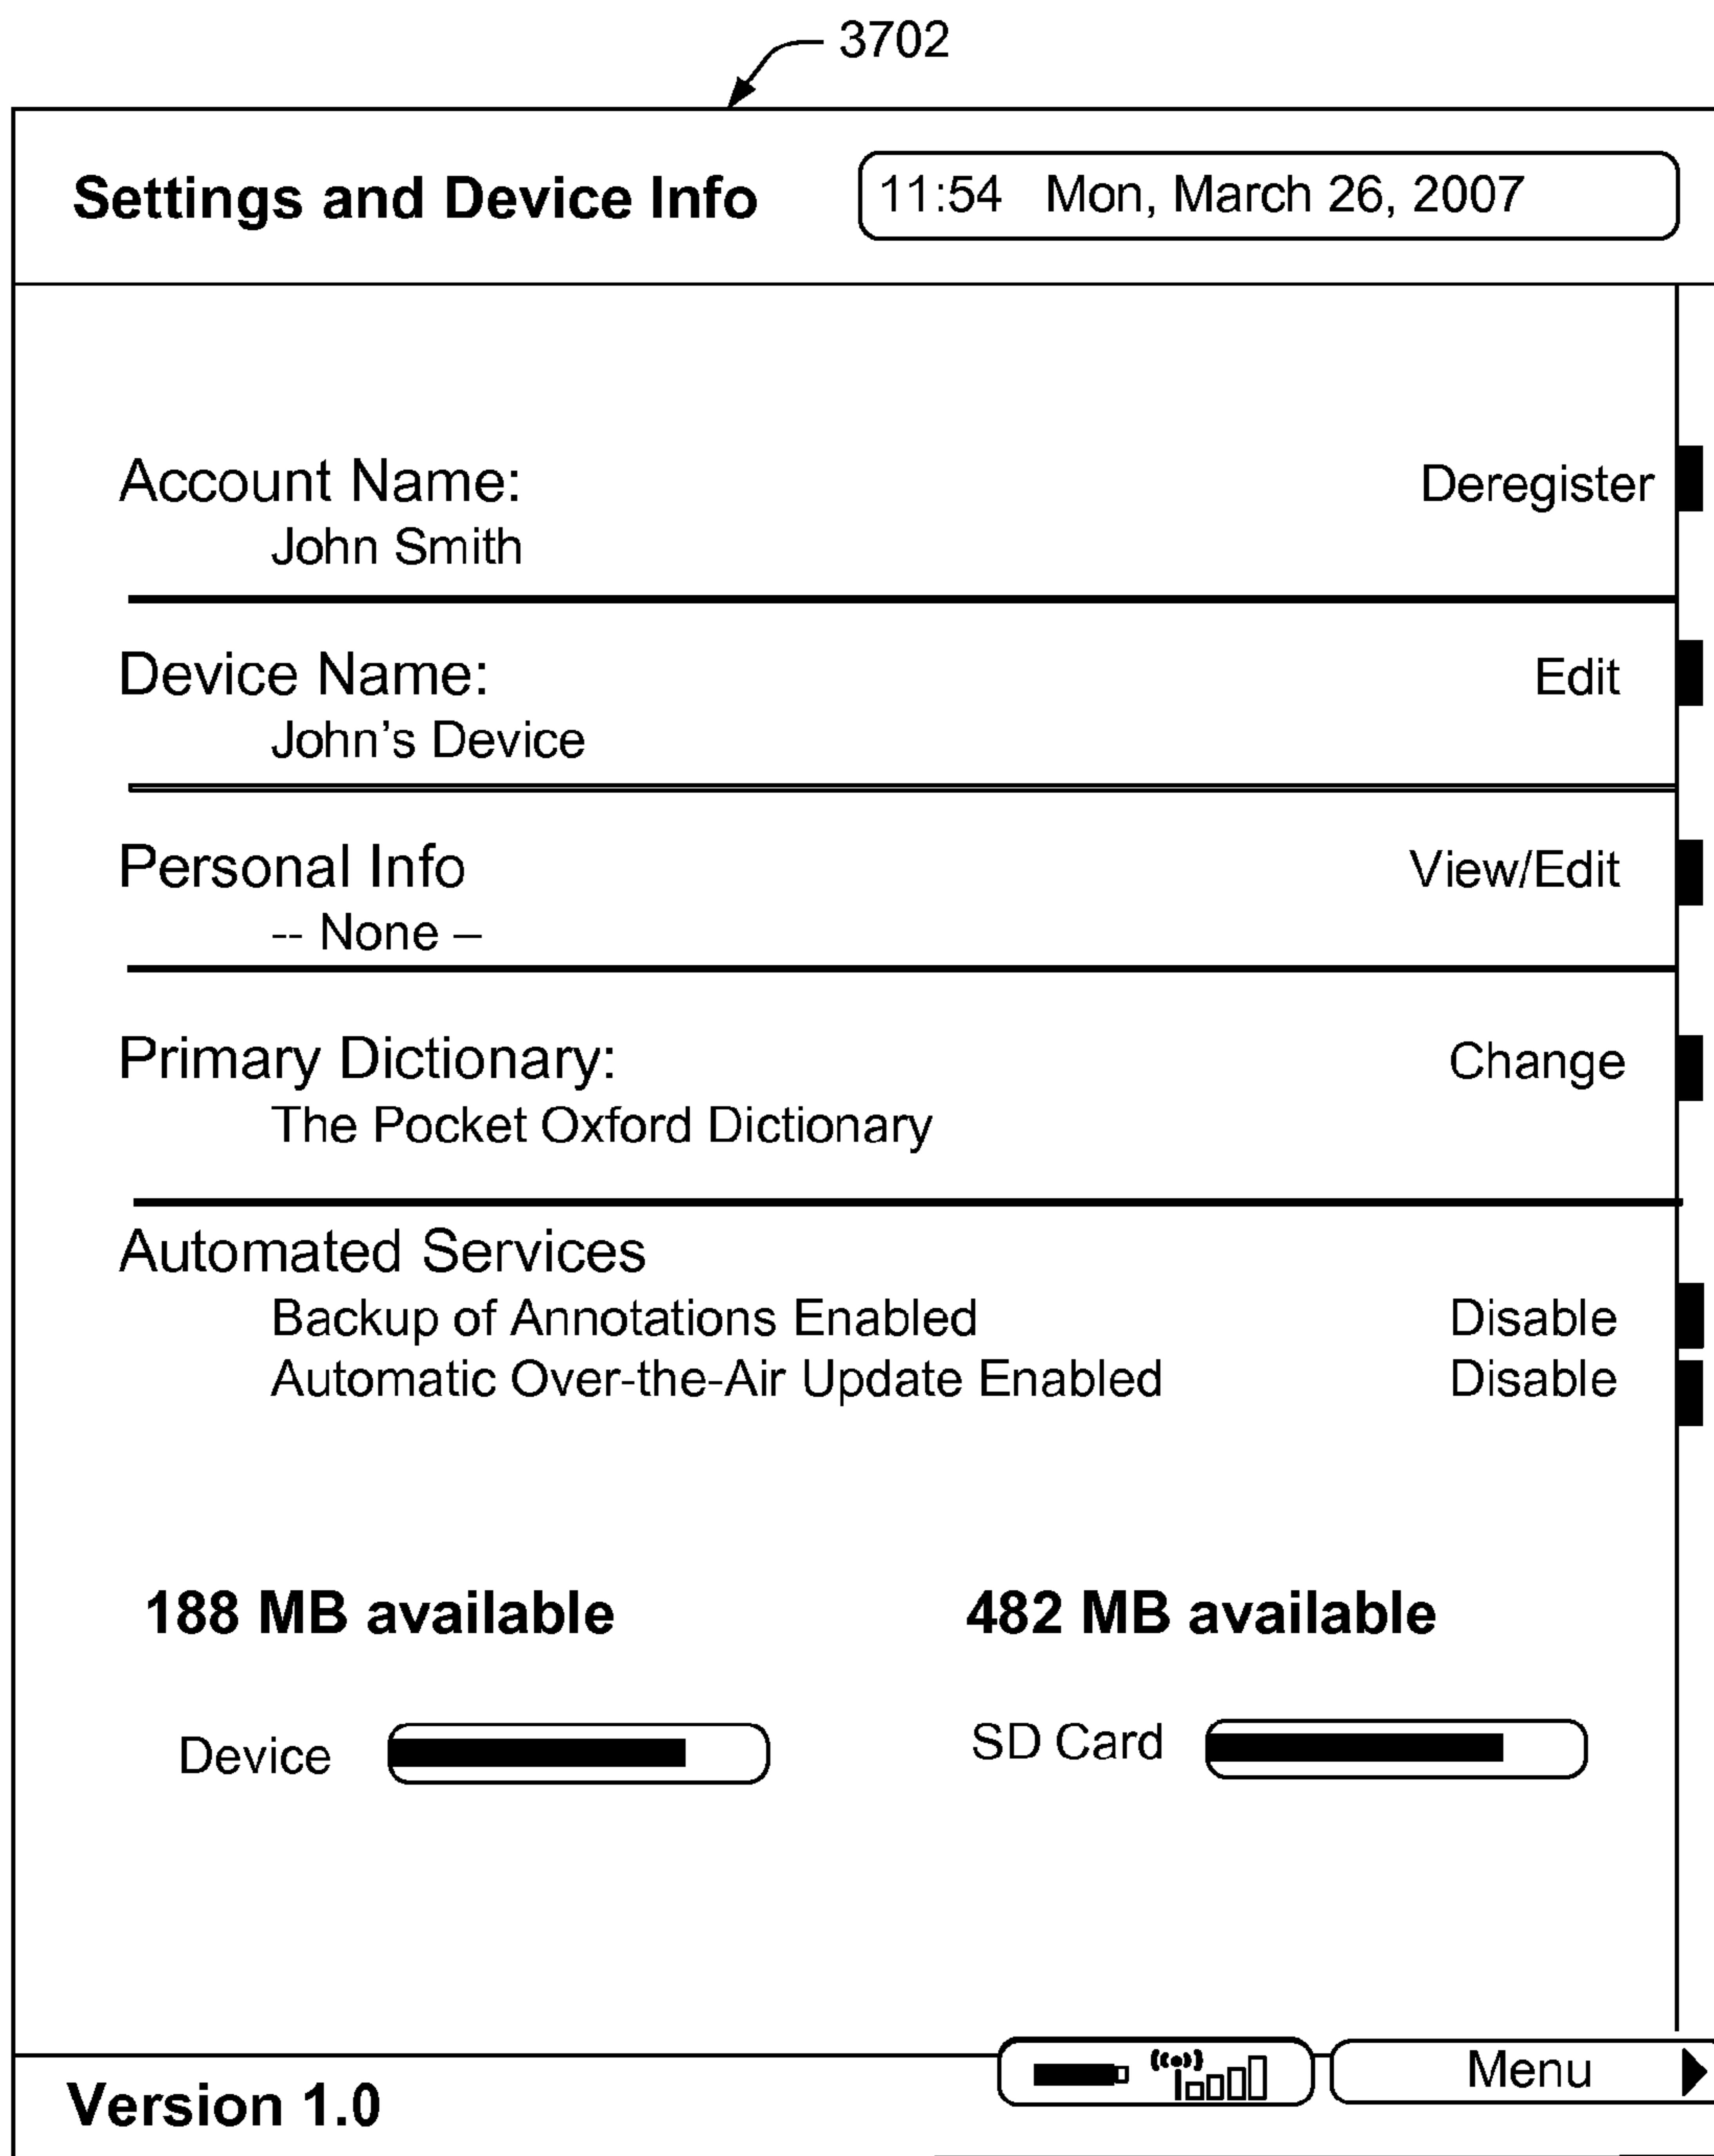 3702
Settings and Device Info 11:54 Mon, March 26, 2007
Account Name: Deregister
John Smith
Device Name: Edit
John's Device
Personal Info View/Edit
-- None –
Primary Dictionary: Change
The Pocket Oxford Dictionary
Automated Services
Backup of Annotations Enabled Disable
Automatic Over-the-Air Update Enabled Disable
188 MB available 482 MB available
Device SD Card
Version 1.0 Menu